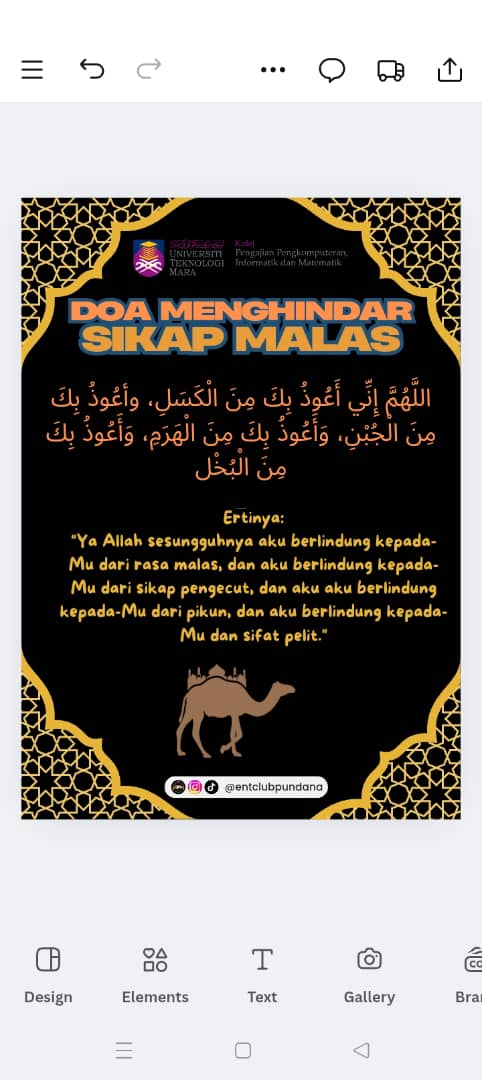 UNIVERSITI
TEKNOLOGI
MARA
Kolej
Pengajian Pengkomputeran,
Informatik dan Matematik
DOA MENGHINDAR
SIKAP MALAS
اللَّهُمَّ إِنِّي أَعُوذُ بِكَ مِنَ الْكَسَلِ، وأَعُوذُ بِكَ
مِنَ الْجُبْنِ، وَأَعُوذُ بِكَ مِنَ الْهَرَمِ، وَأَعُوذُ بِكَ
مِنَ الْبُخْلِ
Ertinya:
"Ya Allah sesungguhnya aku berlindung kepada-
Mu dari rasa malas, dan aku berlindung kepada-
Mu dari sikap pengecut, dan aku aku berlindung
kepada-Mu dari pikun, dan aku berlindung kepada-
Mu dan sifat pelit."
@entclubpundana
Design
Elements
Text
Gallery